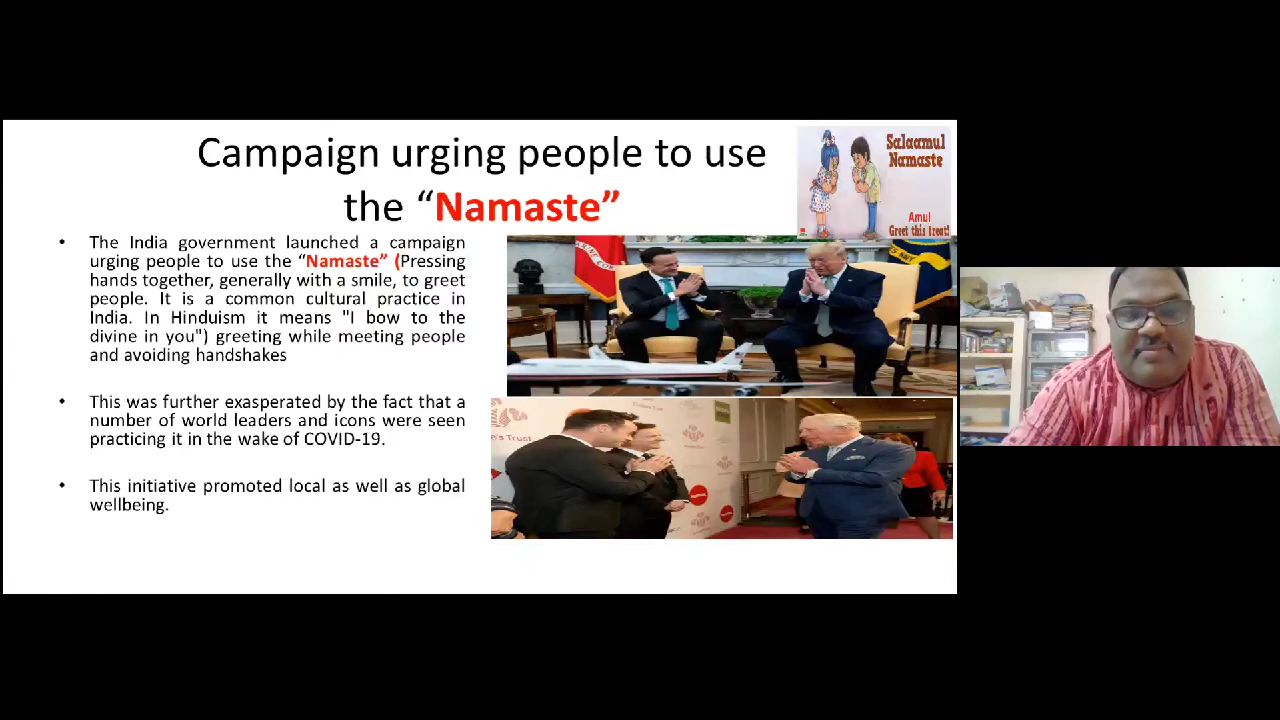 Campaign urging people to use
the “Namaste”
Salaamul
Namaste
Amul
Greet this treat!
• The India government launched a campaign
urging people to use the “Namaste” (Pressing
hands together, generally with a smile, to greet
people. It is a common cultural practice in
India. In Hinduism it means "I bow to the
divine in you") greeting while meeting people
and avoiding handshakes
• This was further exasperated by the fact that a
number of world leaders and icons were seen
practicing it in the wake of COVID-19.
• This initiative promoted local as well as global
wellbeing.